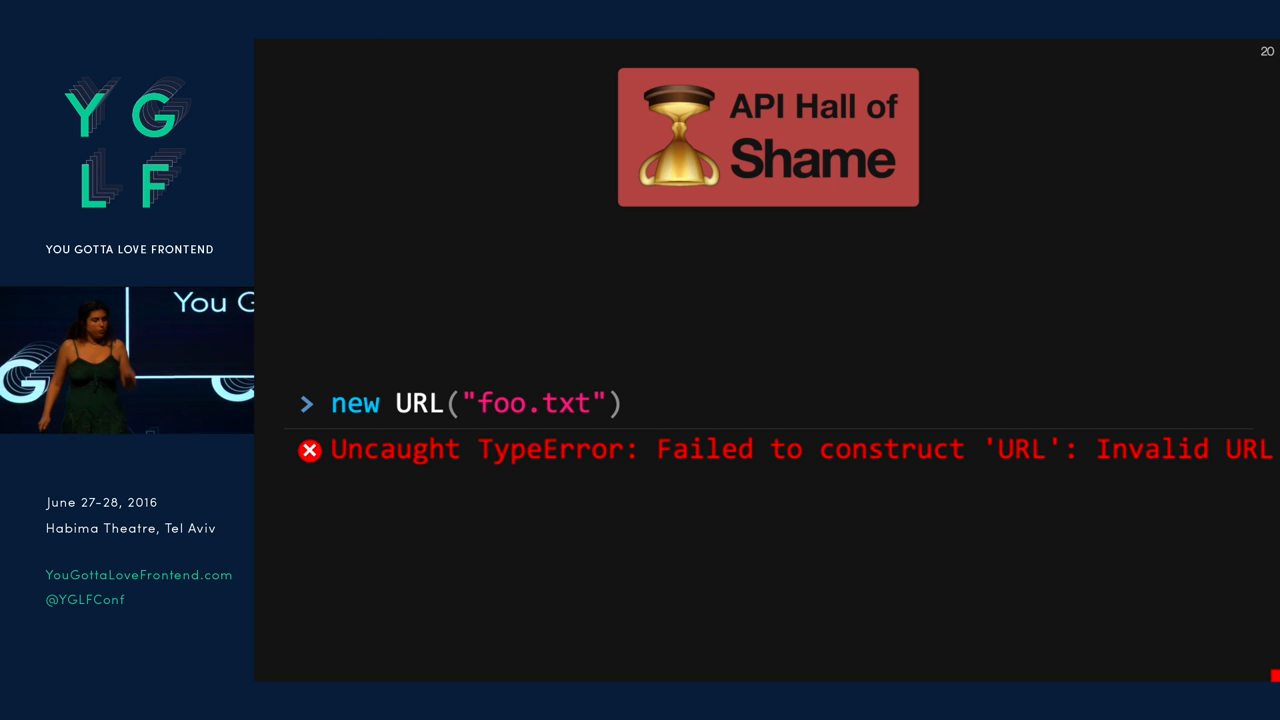 Y G
L F
YOU GOTTA LOVE FRONTEND
You G
G
June 27-28, 2016
Habima Theatre, Tel Aviv
YouGottaLoveFrontend.com
@YGLFConf
20
API Hall of
Shame
> new URL("foo.txt")
Uncaught TypeError: Failed to construct 'URL': Invalid URL